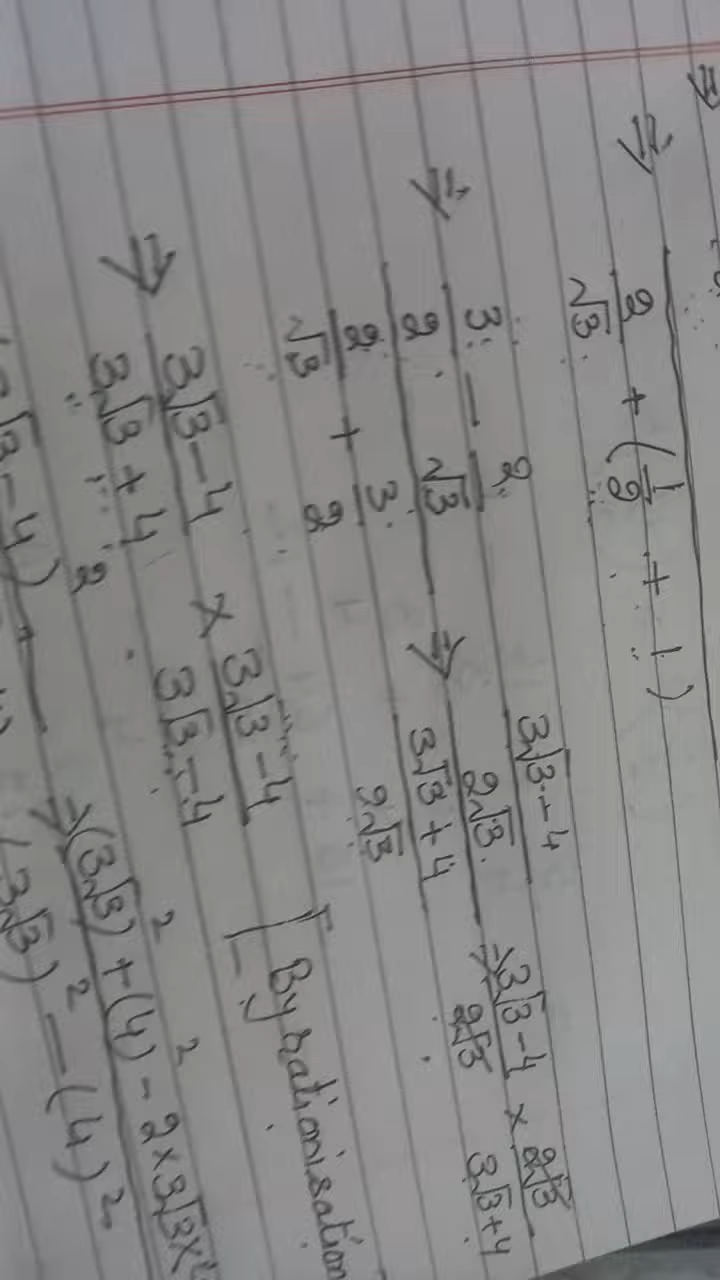 ⇒
⇒ 2/√3 + (1/2 + 1)
⇒ (3/2 - 2/√3) / (2/√3 + 3/2) ⇒ ((3√3-4)/2√3) / ((3√3+4)/2√3) ⇒ (3√3-4)/2√3 × 2√3/(3√3+4)
⇒ (3√3-4)/(3√3+4) × (3√3-4)/(3√3-4) [By rationisation
√3-4)² ⇒ ((3√3)² + (4)² - 2×3√3×4) / ((3√3)² - (4)²)